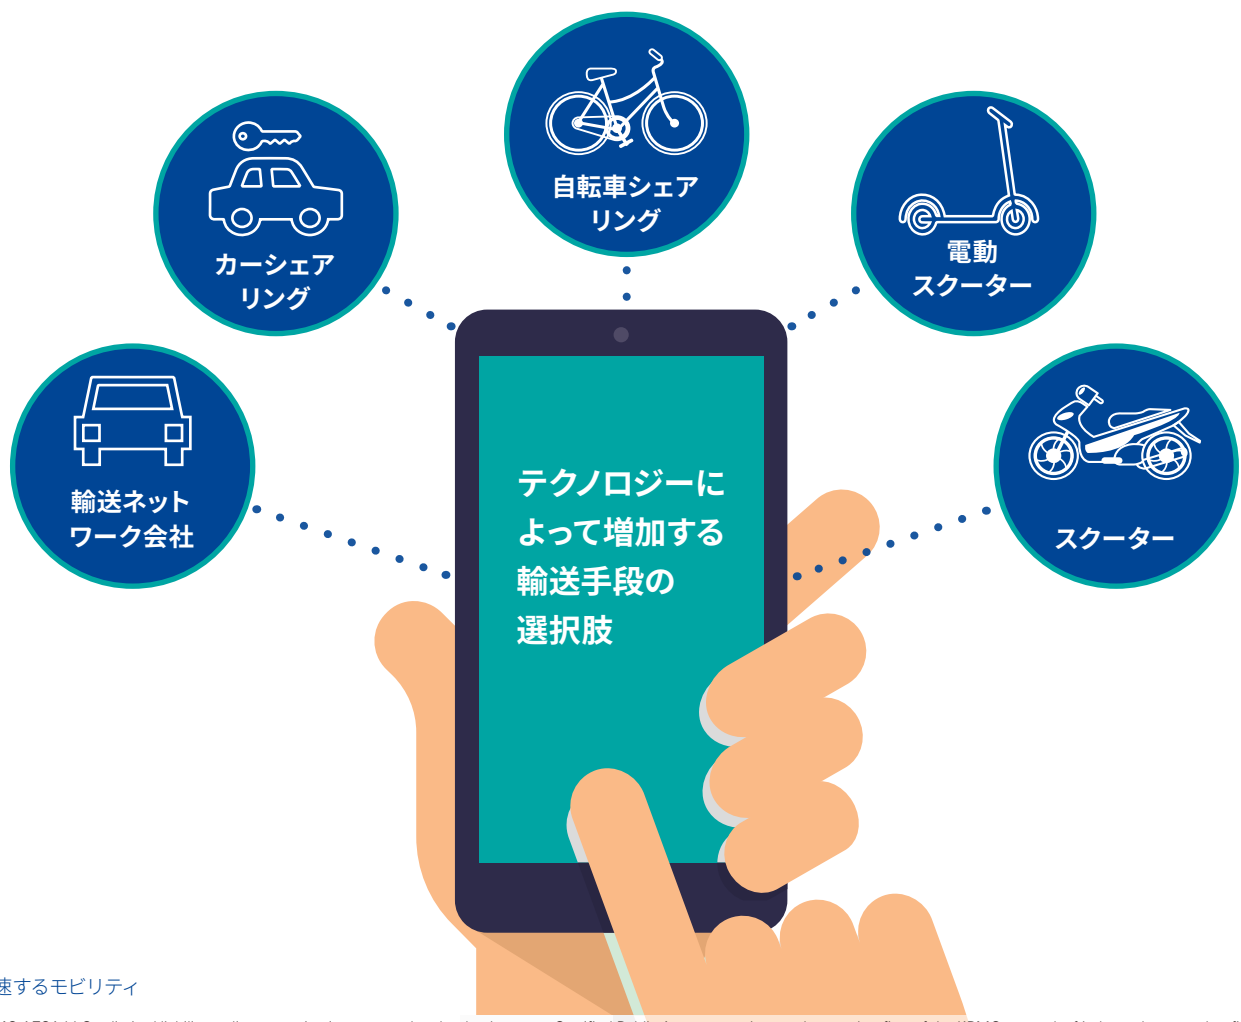 自転車シェア
リング
カーシェア
リング
電動
スクーター
輸送ネット
ワーク会社
スクーター
テクノロジーに
よって増加する
輸送手段の
選択肢
速するモビリティ